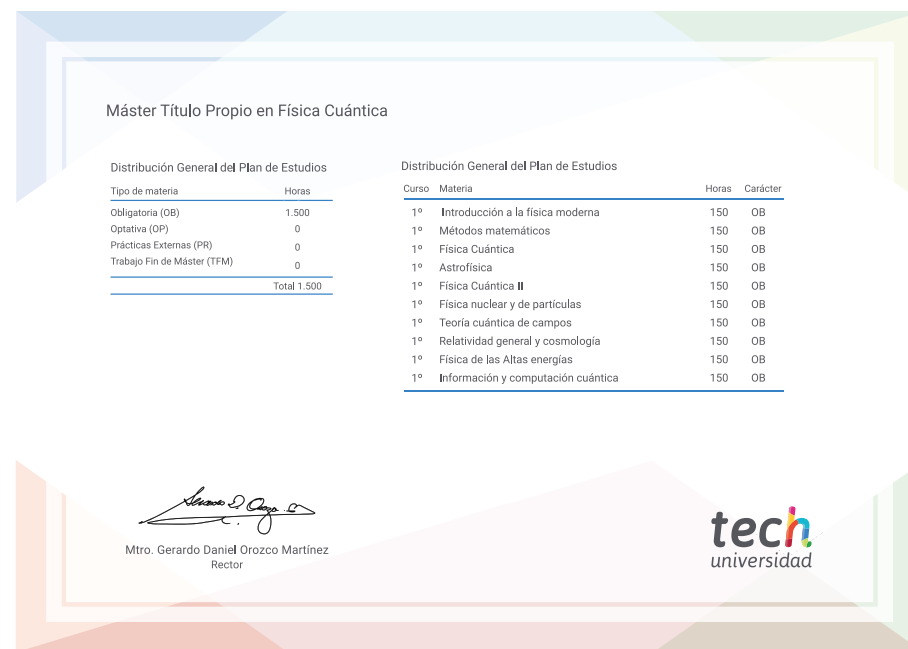 Máster Título Propio en Física Cuántica
Distribución General del Plan de Estudios
Tipo de materia Horas
Obligatoria (OB) 1.500
Optativa (OP) 0
Prácticas Externas (PR) 0
Trabajo Fin de Máster (TFM) 0
Total 1.500
Distribución General del Plan de Estudios
Curso Materia Horas Carácter
1º Introducción a la física moderna 150 OB
1º Métodos matemáticos 150 OB
1º Física Cuántica 150 OB
1º Astrofísica 150 OB
1º Física Cuántica II 150 OB
1º Física nuclear y de partículas 150 OB
1º Teoría cuántica de campos 150 OB
1º Relatividad general y cosmología 150 OB
1º Física de las Altas energías 150 OB
1º Información y computación cuántica 150 OB
Mtro. Gerardo Daniel Orozco Martínez
Rector
tech
universidad